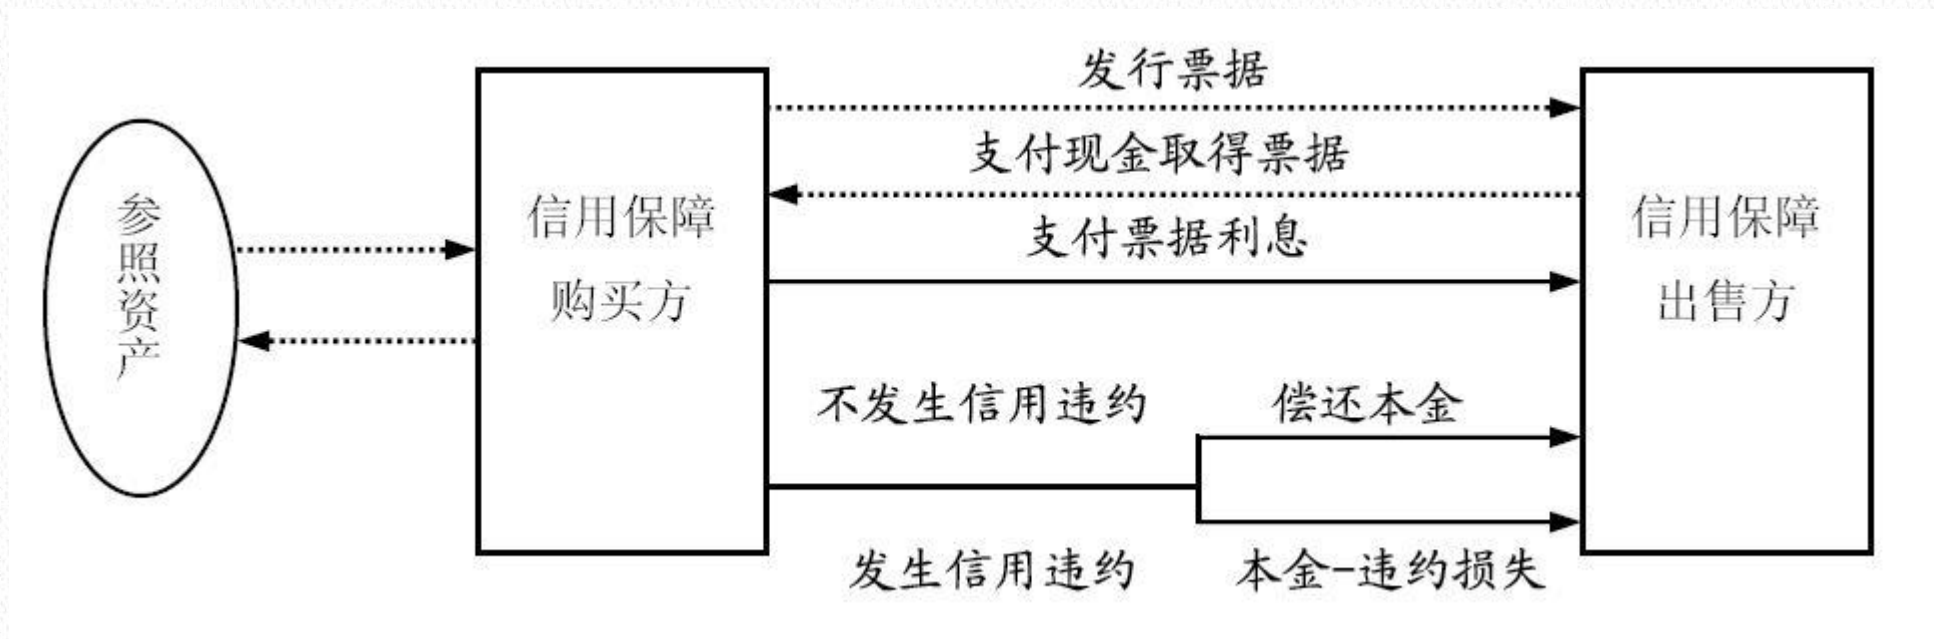 参照资产
信用保障
购买方
发行票据
支付现金取得票据
支付票据利息
不发生信用违约
偿还本金
发生信用违约
本金-违约损失
信用保障
出售方